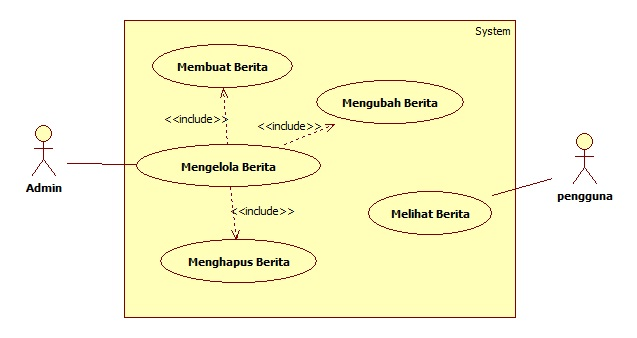 System
Membuat Berita
Mengubah Berita
<<include>>
<<include>>
Admin
Mengelola Berita
pengguna
Melihat Berita
<<include>>
Menghapus Berita